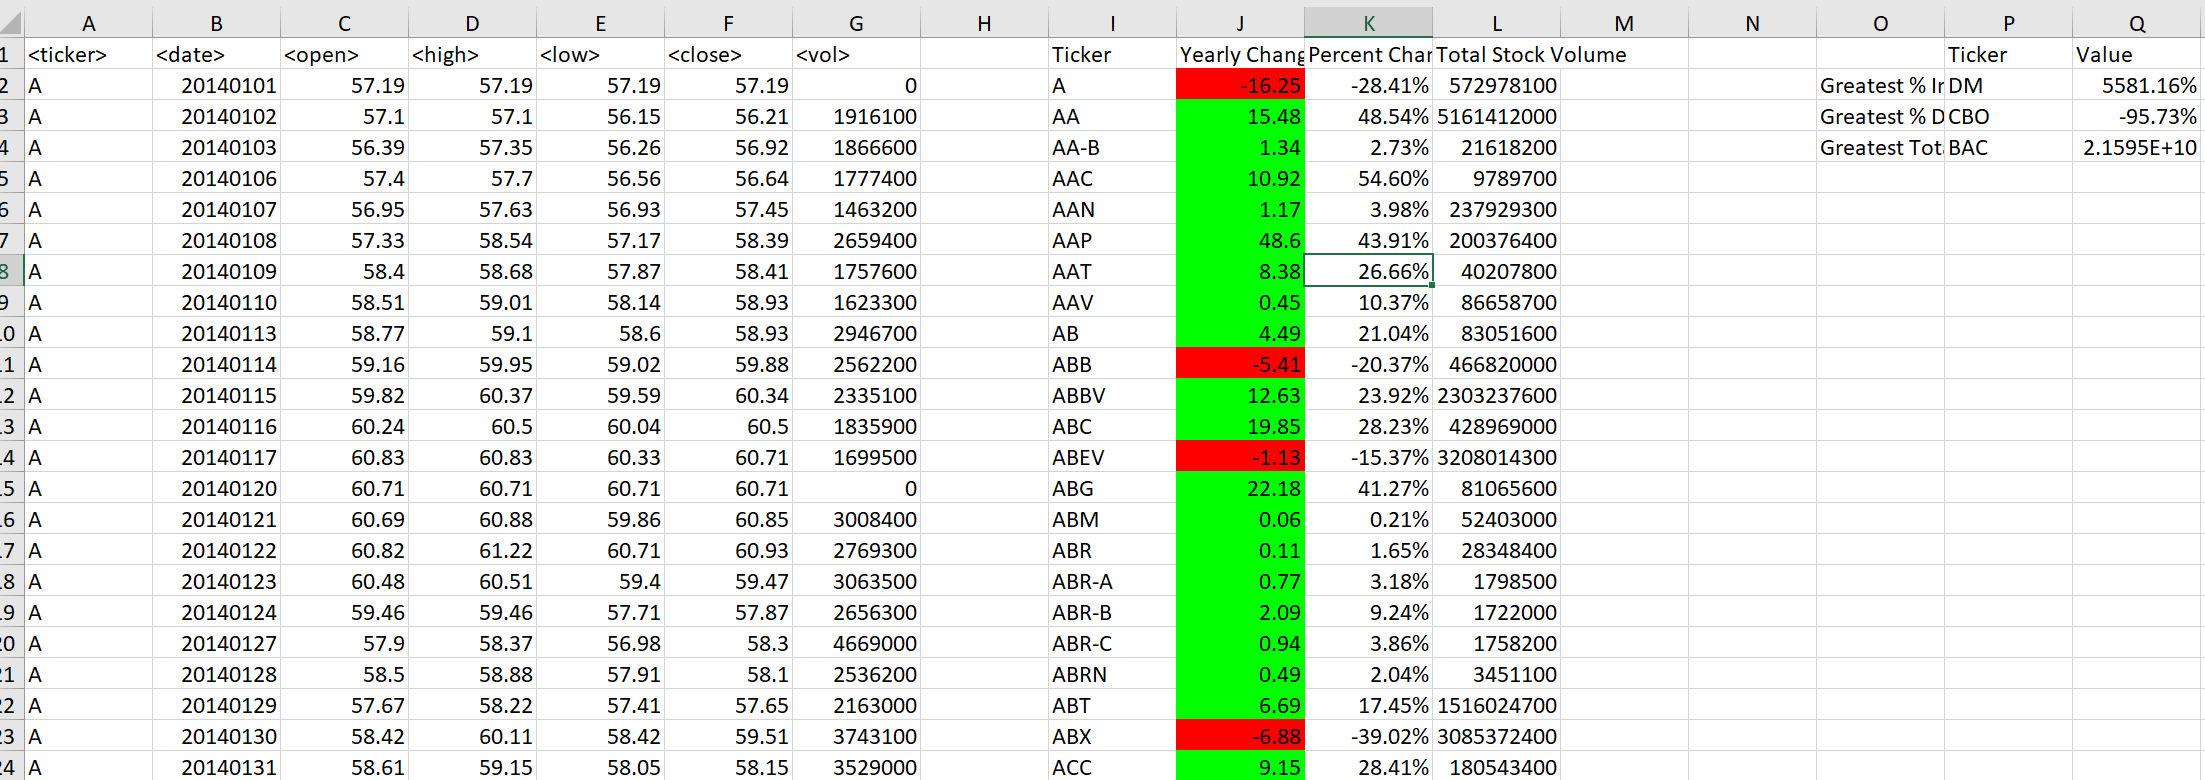 A B C D E F G H I J K L M N O P Q
1 <ticker> <date> <open> <high> <low> <close> <vol> Ticker Yearly Chang Percent Char Total Stock Volume Ticker Value
2 A 20140101 57.19 57.19 57.19 57.19 0 A -16.25 -28.41% 572978100 Greatest % Ir DM 5581.16%
3 A 20140102 57.1 57.1 56.15 56.21 1916100 AA 15.48 48.54% 5161412000 Greatest % D CBO -95.73%
4 A 20140103 56.39 57.35 56.26 56.92 1866600 AA-B 1.34 2.73% 21618200 Greatest Tot BAC 2.1595E+10
5 A 20140106 57.4 57.7 56.56 56.64 1777400 AAC 10.92 54.60% 9789700
6 A 20140107 56.95 57.63 56.93 57.45 1463200 AAN 1.17 3.98% 237929300
7 A 20140108 57.33 58.54 57.17 58.39 2659400 AAP 48.6 43.91% 200376400
8 A 20140109 58.4 58.68 57.87 58.41 1757600 AAT 8.38 26.66% 40207800
9 A 20140110 58.51 59.01 58.14 58.93 1623300 AAV 0.45 10.37% 86658700
10 A 20140113 58.77 59.1 58.6 58.93 2946700 AB 4.49 21.04% 83051600
11 A 20140114 59.16 59.95 59.02 59.88 2562200 ABB -5.41 -20.37% 466820000
12 A 20140115 59.82 60.37 59.59 60.34 2335100 ABBV 12.63 23.92% 2303237600
13 A 20140116 60.24 60.5 60.04 60.5 1835900 ABC 19.85 28.23% 428969000
14 A 20140117 60.83 60.83 60.33 60.71 1699500 ABEV -1.13 -15.37% 3208014300
15 A 20140120 60.71 60.71 60.71 60.71 0 ABG 22.18 41.27% 81065600
16 A 20140121 60.69 60.88 59.86 60.85 3008400 ABM 0.06 0.21% 52403000
17 A 20140122 60.82 61.22 60.71 60.93 2769300 ABR 0.11 1.65% 28348400
18 A 20140123 60.48 60.51 59.4 59.47 3063500 ABR-A 0.77 3.18% 1798500
19 A 20140124 59.46 59.46 57.71 57.87 2656300 ABR-B 2.09 9.24% 1722000
20 A 20140127 57.9 58.37 56.98 58.3 4669000 ABR-C 0.94 3.86% 1758200
21 A 20140128 58.5 58.88 57.91 58.1 2536200 ABRN 0.49 2.04% 3451100
22 A 20140129 57.67 58.22 57.41 57.65 2163000 ABT 6.69 17.45% 1516024700
23 A 20140130 58.42 60.11 58.42 59.51 3743100 ABX -6.88 -39.02% 3085372400
24 A 20140131 58.61 59.15 58.05 58.15 3529000 ACC 9.15 28.41% 180543400